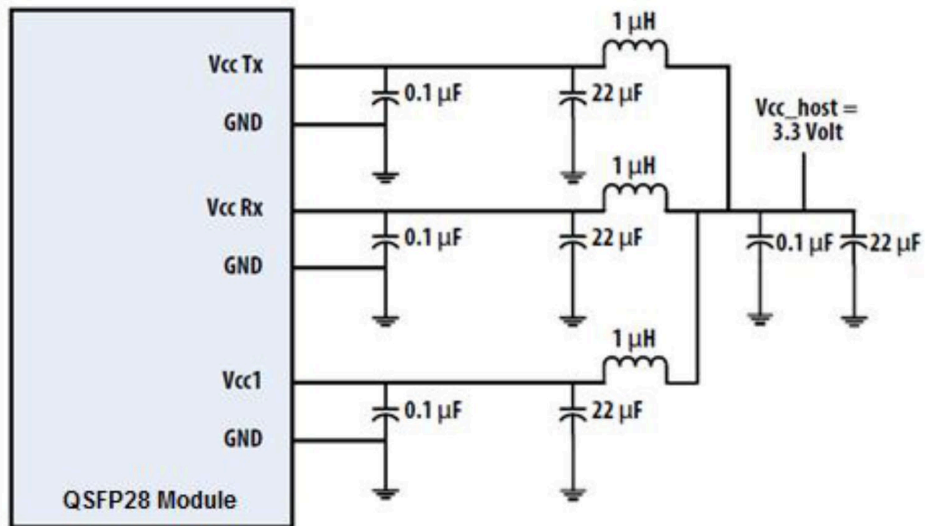 1 µH
Vcc Tx
0.1 µF
22 µF
GND
Vcc_host =
3.3 Volt
1 µH
Vcc Rx
0.1 µF
22 µF
0.1 µF
22 µF
GND
1 µH
Vcc1
0.1 µF
22 µF
GND
QSFP28 Module